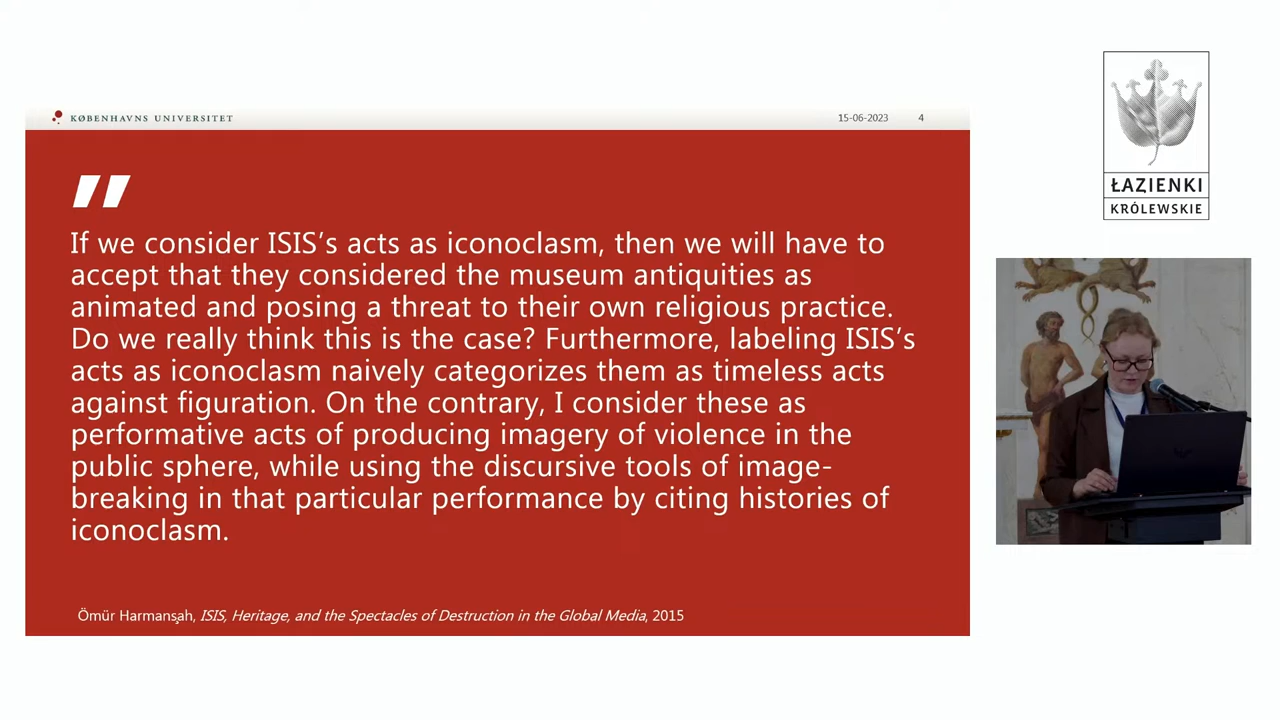 KØBENHAVNS UNIVERSITET
15-06-2023 4
"
If we consider ISIS’s acts as iconoclasm, then we will have to
accept that they considered the museum antiquities as
animated and posing a threat to their own religious practice.
Do we really think this is the case? Furthermore, labeling ISIS’s
acts as iconoclasm naively categorizes them as timeless acts
against figuration. On the contrary, I consider these as
performative acts of producing imagery of violence in the
public sphere, while using the discursive tools of image-
breaking in that particular performance by citing histories of
iconoclasm.
Ömür Harmanşah, ISIS, Heritage, and the Spectacles of Destruction in the Global Media, 2015
ŁAZIENKI
KRÓLEWSKIE